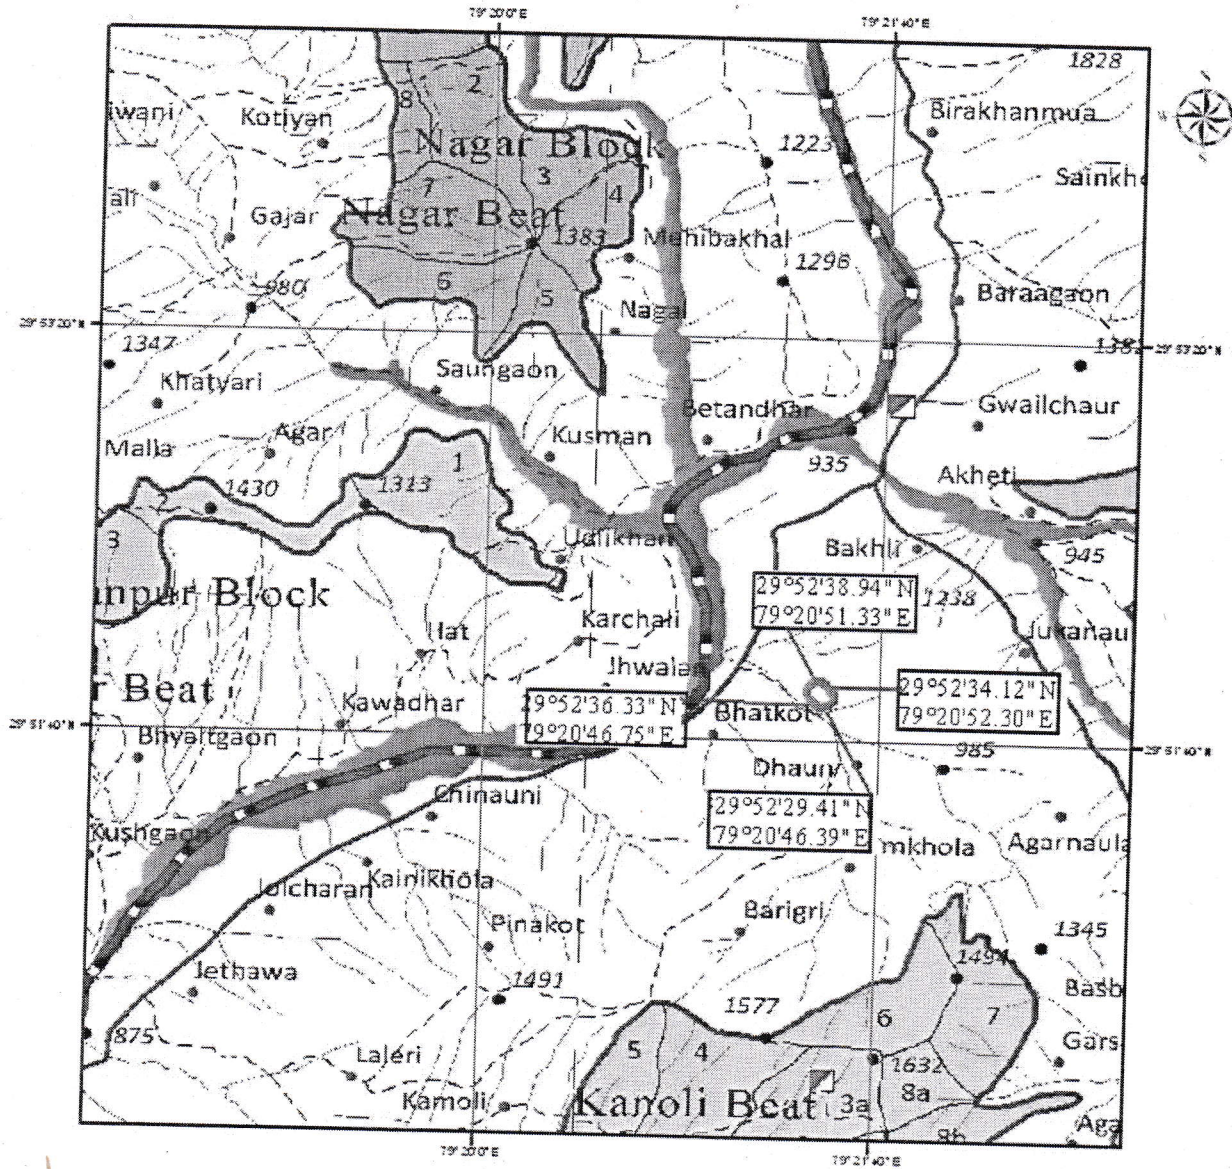 79°20'0"E
79°21'40"E
1828
8
2
Birakhanmua
iwani
Kotiyan
1223
Nagar Block
3
Sainkh
7
4
ali
Gajar
Nagar Beat
1383
Mehibakhal
1296
980
6
5
Nagal
Baraagaon
29°53'20"N
1347
29°53'20"N
Khatyari
Saungaon
Betandhar
Gwailchaur
Malla
Agar
Kusman
1
935
Akheti
1430
1313
3
Udlikhan
Bakhli
945
29°52'38.94"N
79°20'51.33"E
1238
npur Block
Karchali
Hat
Jukanau
Jhwalan
r Beat
29°52'34.12"N
79°20'52.30"E
Kawadhar
29°52'36.33"N
79°20'46.75"E
Bhatkot
29°51'40"N
29°51'40"N
985
Dhaun
Chinauni
29°52'29.41"N
79°20'46.39"E
Kushgaon
mkhola
Agarnaula
Kainikhola
Barigri
Pinakot
1345
Jethawa
1494
1491
Basb
1577
6
7
875
5
4
Gars
Laleri
1632
8a
Kamoli
Kanoli Beat
3a
8b
Aga
79°20'0"E
79°21'40"E